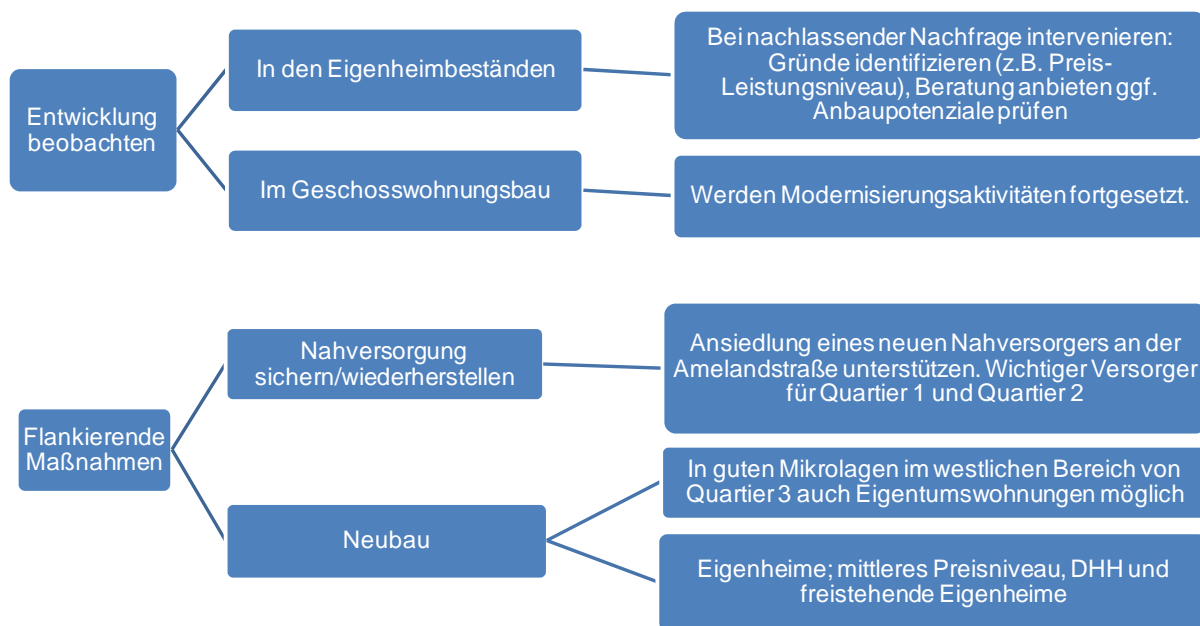 Entwicklung
beobachten
In den Eigenheimbeständen
Bei nachlassender Nachfrage intervenieren:
Gründe identifizieren (z.B. Preis-
Leistungsniveau), Beratung anbieten ggf.
Anbaupotenziale prüfen
Im Geschosswohnungsbau
Werden Modernisierungsaktivitäten fortgesetzt.
Flankierende
Maßnahmen
Nahversorgung
sichern/wiederherstellen
Ansiedlung eines neuen Nahversorgers an der
Amelandstraße unterstützen. Wichtiger Versorger
für Quartier 1 und Quartier 2
Neubau
In guten Mikrolagen im westlichen Bereich von
Quartier 3 auch Eigentumswohnungen möglich
Eigenheime; mittleres Preisniveau, DHH und
freistehende Eigenheime